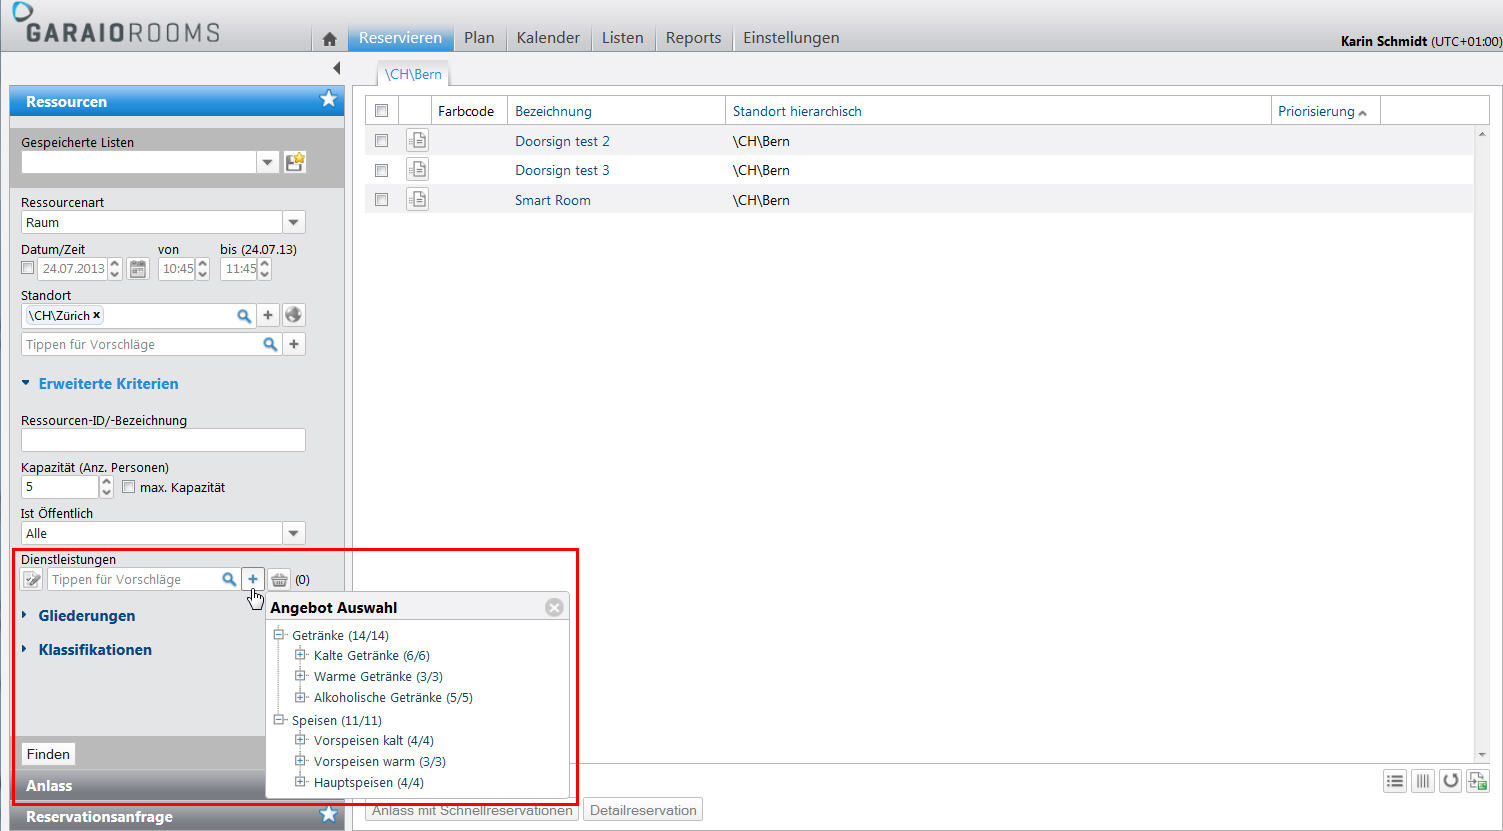 GARAIO ROOMS
Reservieren Plan Kalender Listen Reports Einstellungen
Karin Schmidt (UTC+01:00)
\CH\Bern
Ressourcen
Gespeicherte Listen
Ressourcenart
Raum
Datum/Zeit von bis (24.07.13)
24.07.2013 10:45 11:45
Standort
\CH\Zürich x
Tippen für Vorschläge
Erweiterte Kriterien
Ressourcen-ID/-Bezeichnung
Kapazität (Anz. Personen)
5 max. Kapazität
Ist Öffentlich
Alle
Dienstleistungen
Tippen für Vorschläge (0)
Gliederungen
Klassifikationen
Finden
Anlass
Reservationsanfrage
Farbcode Bezeichnung Standort hierarchisch Priorisierung
Doorsign test 2 \CH\Bern
Doorsign test 3 \CH\Bern
Smart Room \CH\Bern
Angebot Auswahl
Getränke (14/14)
Kalte Getränke (6/6)
Warme Getränke (3/3)
Alkoholische Getränke (5/5)
Speisen (11/11)
Vorspeisen kalt (4/4)
Vorspeisen warm (3/3)
Hauptspeisen (4/4)
Anlass mit Schnellreservationen Detailreservation